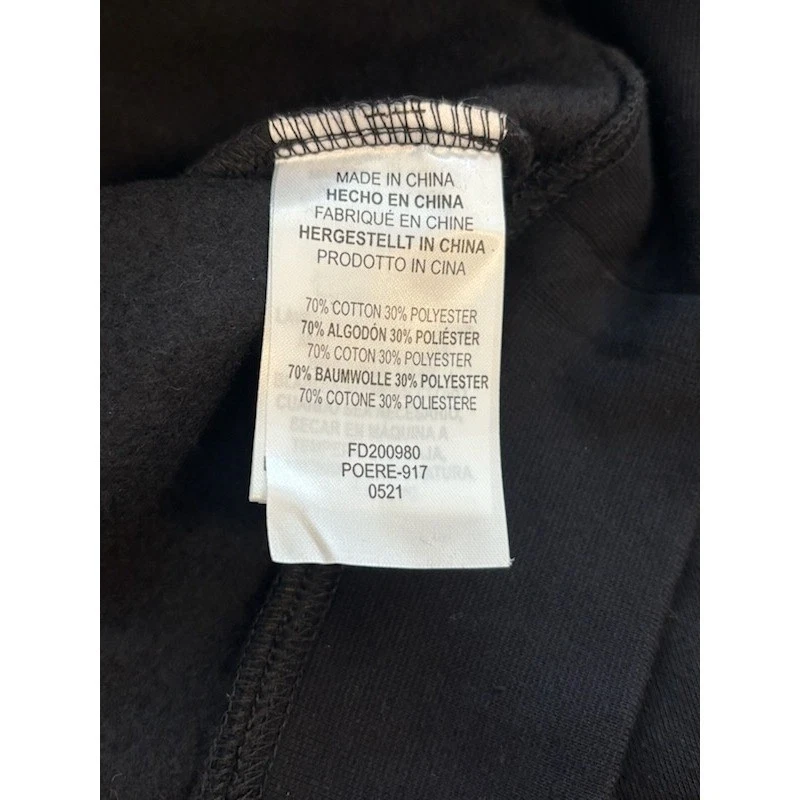 MADE IN CHINA
HECHO EN CHINA
FABRIQUÉ EN CHINE
HERGESTELLT IN CHINA
PRODOTTO IN CINA
70% COTTON 30% POLYESTER
70% ALGODÓN 30% POLIÉSTER
70% COTON 30% POLYESTER
70% BAUMWOLLE 30% POLYESTER
70% COTONE 30% POLIESTERE
FD200980
POERE-917
0521